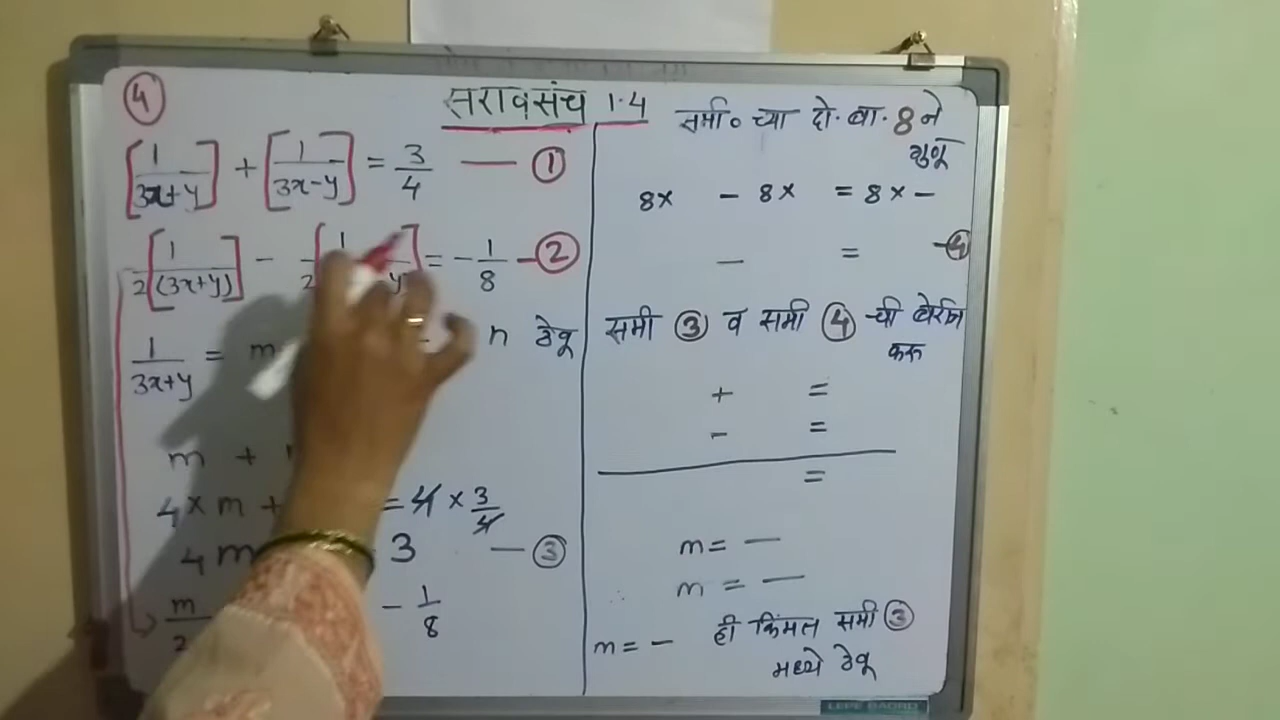 ④
सरावसंच 1.4
[1/3x+y] + [1/3x-y] = 3/4 — ①
2[1/(3x+y)] - 2[1 y] = - 1/8 - ②
1/3x+y = m n ठेवू
m +
4 × m + = 4 × 3/4
4m 3 — ③
m/2 - 1/8
समी० च्या दो. बा. 8 ने
गुणू
8× - 8× = 8 × -
- = -④
समी ③ व समी ④ ची बेरीज
करू
+ =
- =
=
m = —
∴ m = —
m = - ही किंमत समी ③
मध्ये ठेवू